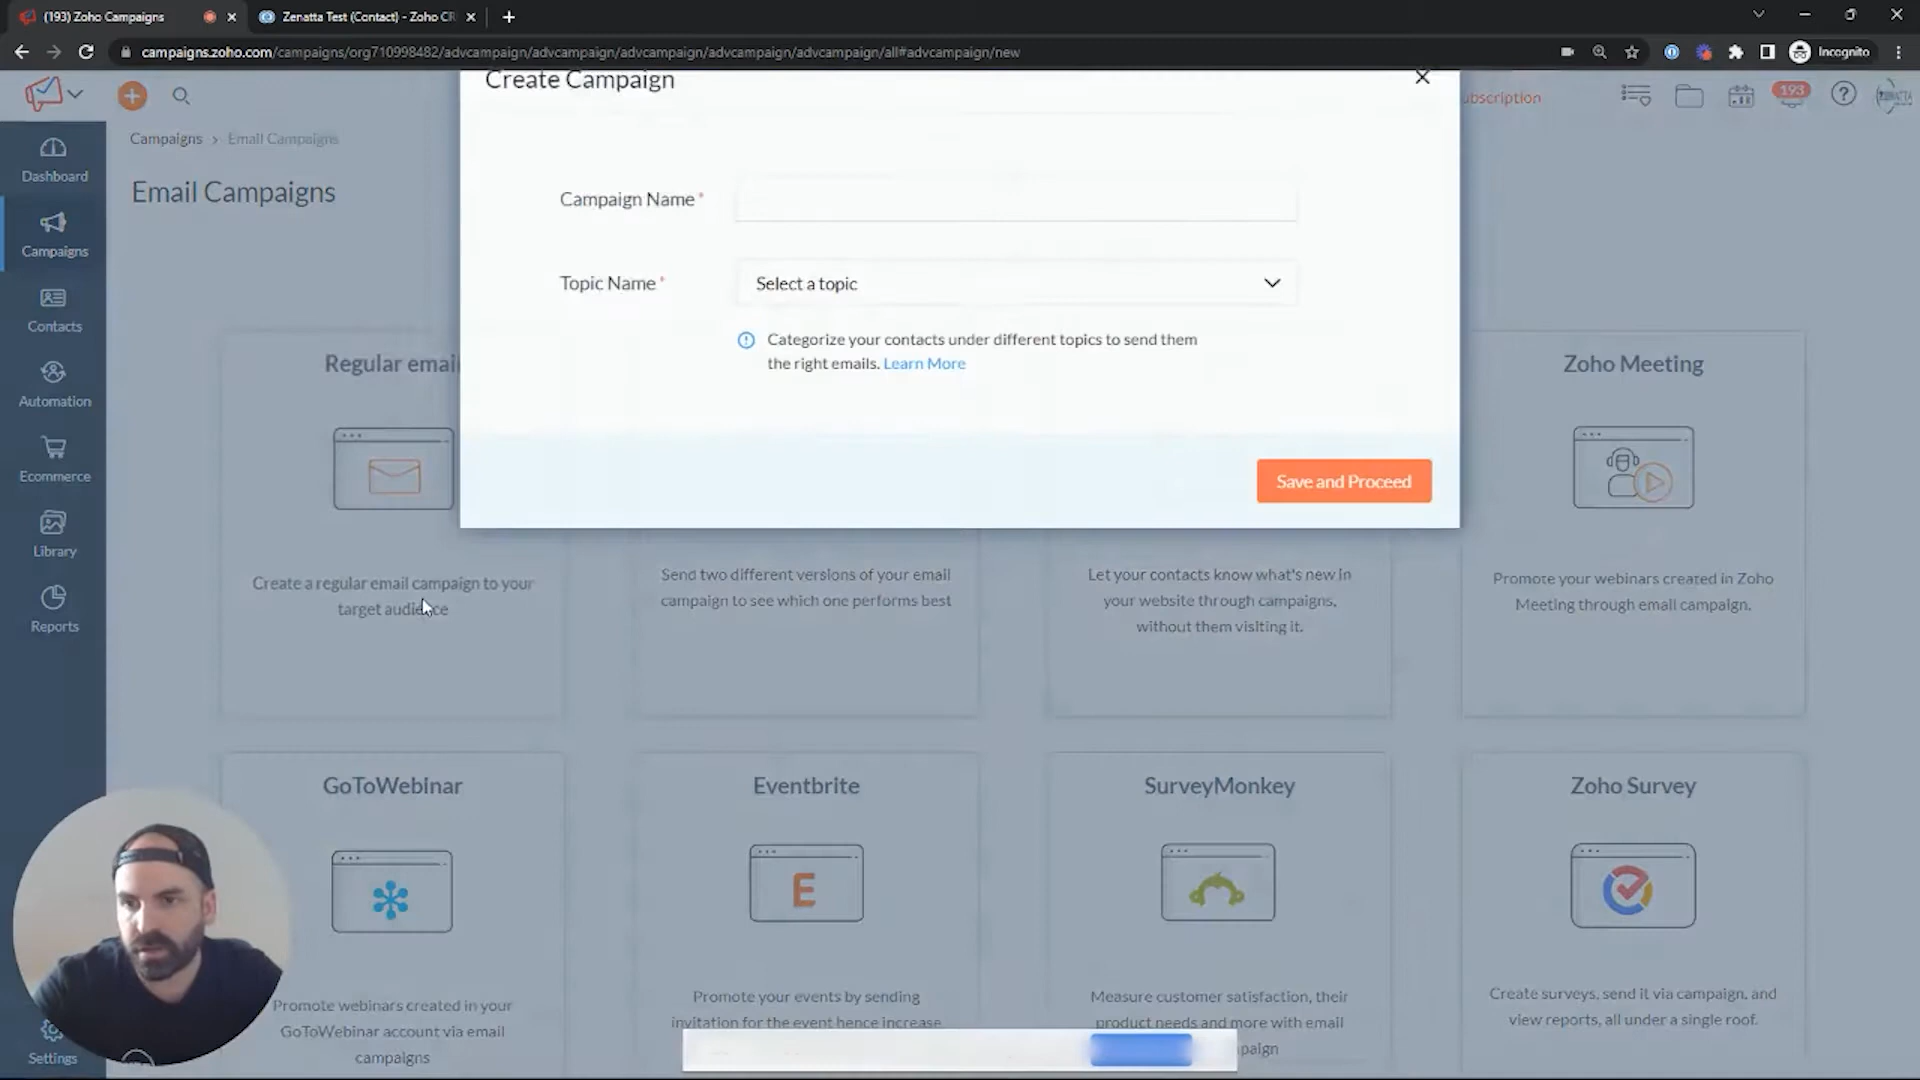 (193) Zoho Campaigns
Zenatta Test (Contact) - Zoho CR
campaigns.zoho.com/campaigns/org710998482/advcampaign/advcampaign/advcampaign/advcampaign/advcampaign/all#advcampaign/new
Incognito
Create Campaign
ubscription
193
Campaigns > Email Campaigns
Dashboard
Email Campaigns
Campaign Name*
Campaigns
Topic Name*
Select a topic
Contacts
Categorize your contacts under different topics to send them
the right emails. Learn More
Regular email
Zoho Meeting
Automation
Ecommerce
Save and Proceed
Library
Create a regular email campaign to your
target audience
Send two different versions of your email
campaign to see which one performs best
Let your contacts know what's new in
your website through campaigns,
without them visiting it.
Promote your webinars created in Zoho
Meeting through email campaign.
Reports
GoToWebinar
Eventbrite
SurveyMonkey
Zoho Survey
E
Promote webinars created in your
GoToWebinar account via email
campaigns
Promote your events by sending
invitation for the event hence increase
Measure customer satisfaction, their
product needs and more with email
paign
Create surveys, send it via campaign, and
view reports, all under a single roof.
Settings